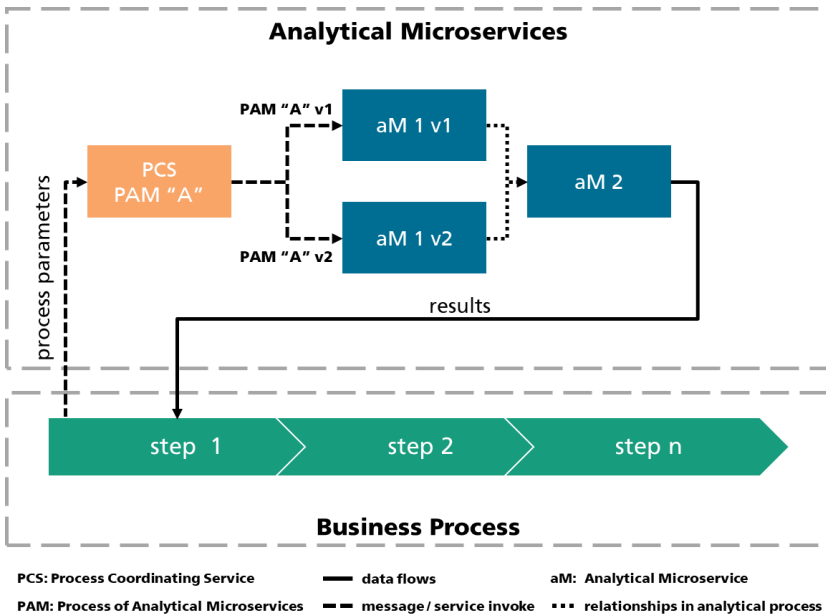 Analytical Microservices
PAM “A” v1
aM 1 v1
PCS
PAM “A”
aM 2
aM 1 v2
PAM “A” v2
process parameters
results
step 1
step 2
step n
Business Process
PCS: Process Coordinating Service
data flows
aM: Analytical Microservice
PAM: Process of Analytical Microservices
message / service invoke
relationships in analytical process